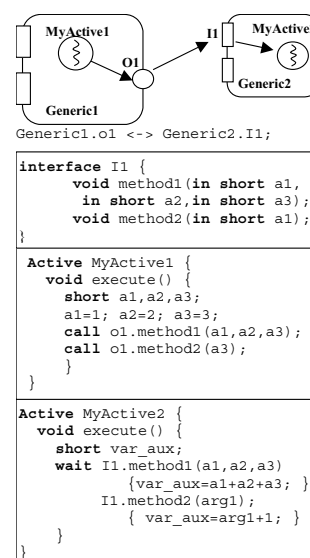 MyActive1
MyActive
O1
I1
Generic2
Generic1
Generic1.o1 <-> Generic2.I1;
interface I1 {
void method1(in short a1,
in short a2,in short a3);
void method2(in short a1);
}
Active MyActive1 {
void execute() {
short a1,a2,a3;
a1=1; a2=2; a3=3;
call o1.method1(a1,a2,a3);
call o1.method2(a3);
}
}
Active MyActive2 {
void execute() {
short var_aux;
wait I1.method1(a1,a2,a3)
{var_aux=a1+a2+a3; }
I1.method2(arg1);
{ var_aux=arg1+1; }
}
}